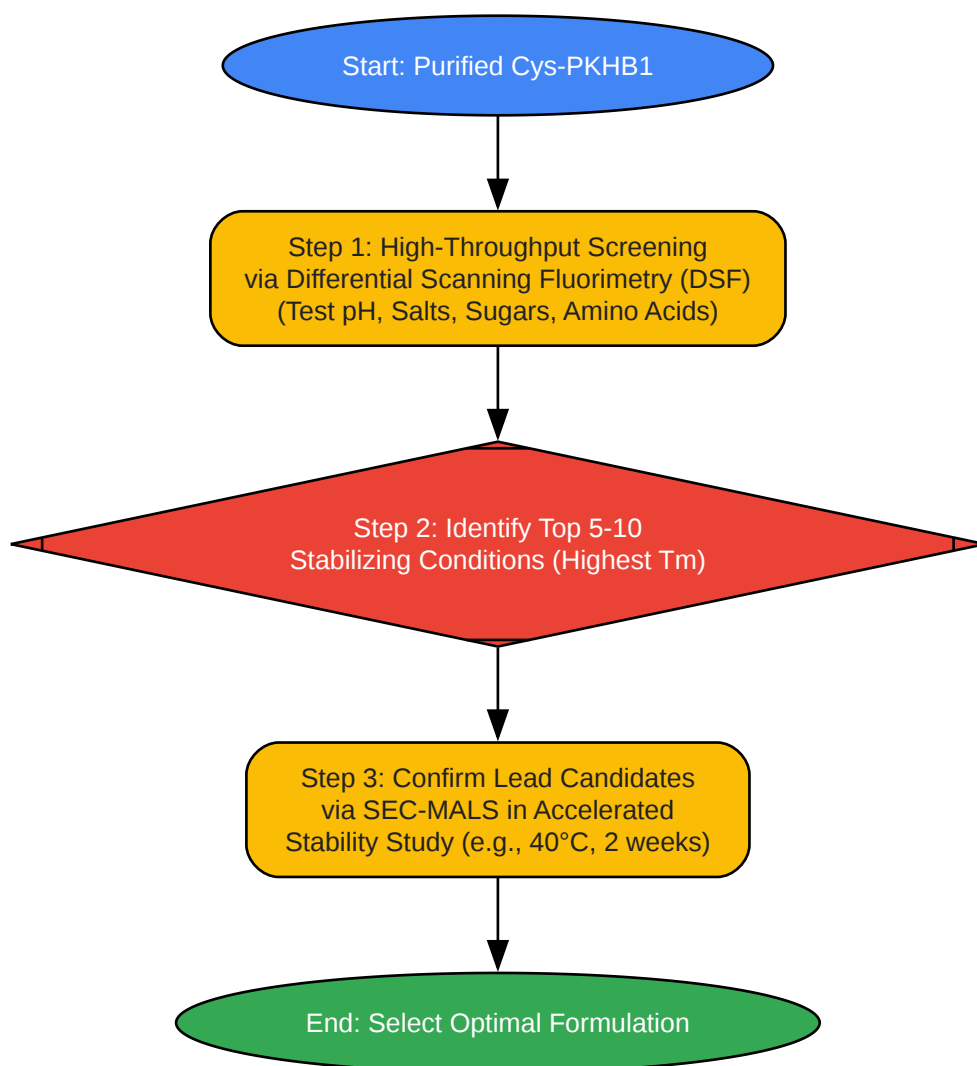 Start: Purified Cys-PKHB1
Step 1: High-Throughput Screening
via Differential Scanning Fluorimetry (DSF)
(Test pH, Salts, Sugars, Amino Acids)
Step 2: Identify Top 5-10
Stabilizing Conditions (Highest Tm)
Step 3: Confirm Lead Candidates
via SEC-MALS in Accelerated
Stability Study (e.g., 40°C, 2 weeks)
End: Select Optimal Formulation